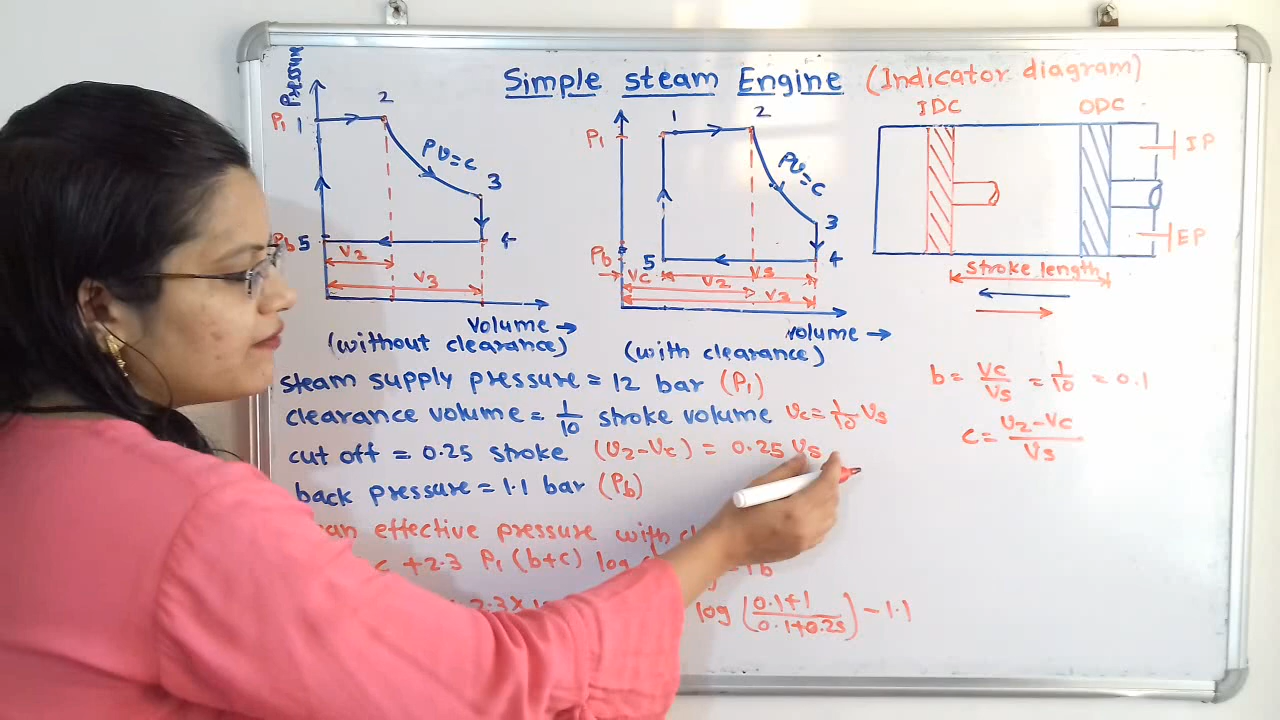 Simple steam Engine (Indicator diagram)
Pressure
P1 1
2
Pv=c
3
Pb 5
4
v2
v3
volume →
(without clearance)
P1
1
2
Pv=c
3
Pb
5
4
Vc
Vs
v2
v3
volume →
(with clearance)
IDC
ODC
IP
EP
stroke length
steam supply pressure = 12 bar (P1)
clearance volume = 1/10 stroke volume vc = 1/10 Vs
cut off = 0.25 stroke (v2-vc) = 0.25 Vs
back pressure = 1.1 bar (Pb)
effective pressure with
c + 2.3 P1 (b+c) log
Pb
log (0.1+1 / 0.1+0.25) - 1.1
b = Vc/Vs = 1/10 = 0.1
c = v2-vc/Vs